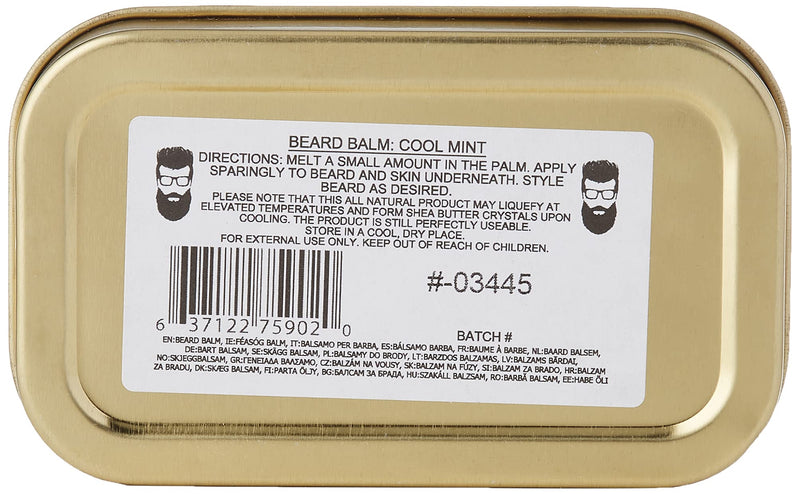 BEARD BALM: COOL MINT
DIRECTIONS: MELT A SMALL AMOUNT IN THE PALM. APPLY
SPARINGLY TO BEARD AND SKIN UNDERNEATH. STYLE
BEARD AS DESIRED.
PLEASE NOTE THAT THIS ALL NATURAL PRODUCT MAY LIQUEFY AT
ELEVATED TEMPERATURES AND FORM SHEA BUTTER CRYSTALS UPON
COOLING. THE PRODUCT IS STILL PERFECTLY USEABLE.
STORE IN A COOL, DRY PLACE.
FOR EXTERNAL USE ONLY. KEEP OUT OF REACH OF CHILDREN.
#-03445
6 37122 75902 0
BATCH #
EN:BEARD BALM, IE:FÉASÓG BALM, IT:BALSAMO PER BARBA, ES:BÁLSAMO BARBA, FR:BAUME À BARBE, NL:BAARD BALSEM,
DE:BART BALSAM, SE:SKÄGG BALSAM, PL:BALSAMY DO BRODY, LT:BARZDOS BALZAMAS, LV:BALZAMS BĀRDAI,
NO:SKJEGGBALSAM, GR:ΓΕΝΕΙΑΔΑ ΒΑΛΣΑΜΟ, CZ:BALZÁM NA VOUSY, SK:BALZAM NA FÚZY, SI:BALZAM ZA BRADO, HR:BALZAM
ZA BRADU, DK:SKÆG BALSAM, FI:PARTA ÖLJY, BG:БАЛСАМ ЗА БРАДА, HU:SZAKÁLL BALZSAM, RO:BARBĂ BALSAM, EE:HABE ÕLI